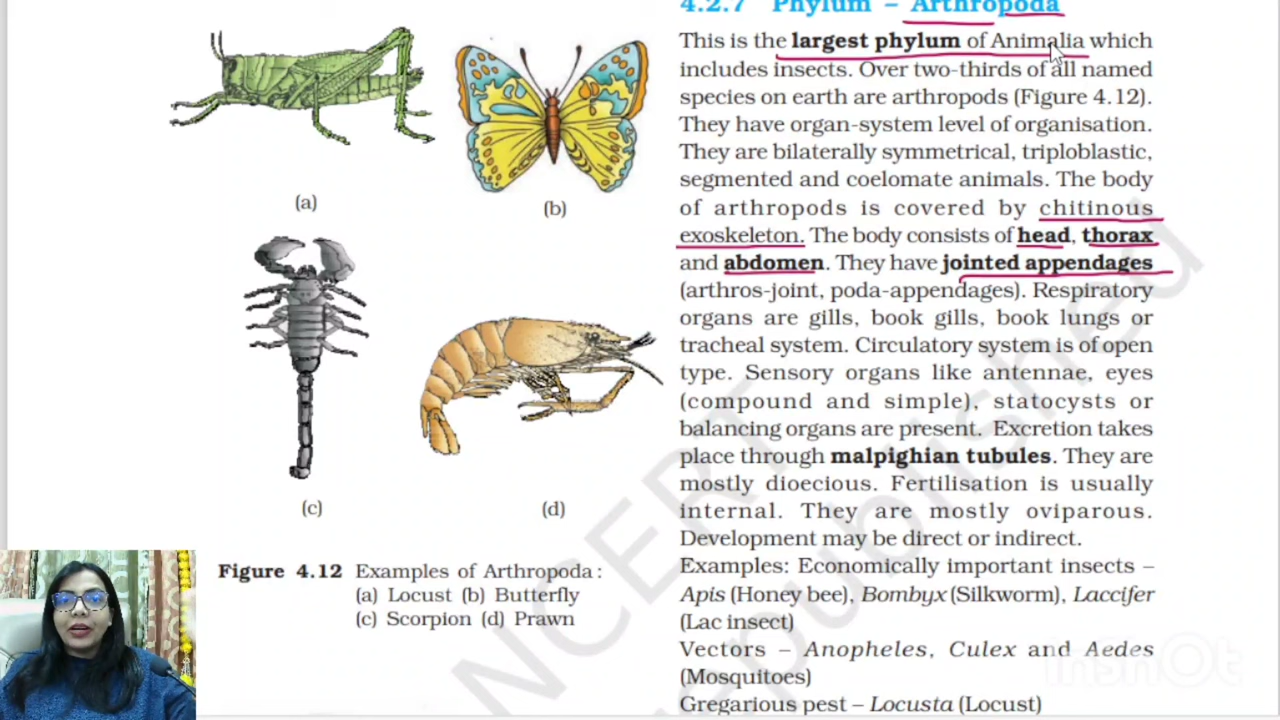 4.2.7 Phylum – Arthropoda
This is the largest phylum of Animalia which
includes insects. Over two-thirds of all named
species on earth are arthropods (Figure 4.12).
They have organ-system level of organisation.
They are bilaterally symmetrical, triploblastic,
segmented and coelomate animals. The body
of arthropods is covered by chitinous
exoskeleton. The body consists of head, thorax
and abdomen. They have jointed appendages
(arthros-joint, poda-appendages). Respiratory
organs are gills, book gills, book lungs or
tracheal system. Circulatory system is of open
type. Sensory organs like antennae, eyes
(compound and simple), statocysts or
balancing organs are present. Excretion takes
place through malpighian tubules. They are
mostly dioecious. Fertilisation is usually
internal. They are mostly oviparous.
Development may be direct or indirect.
Examples: Economically important insects –
Apis (Honey bee), Bombyx (Silkworm), Laccifer
(Lac insect)
Vectors – Anopheles, Culex and Aedes
(Mosquitoes)
Gregarious pest – Locusta (Locust)
(a)
(b)
(c)
(d)
Figure 4.12 Examples of Arthropoda :
(a) Locust (b) Butterfly
(c) Scorpion (d) Prawn
NCERT
republished
InShOt